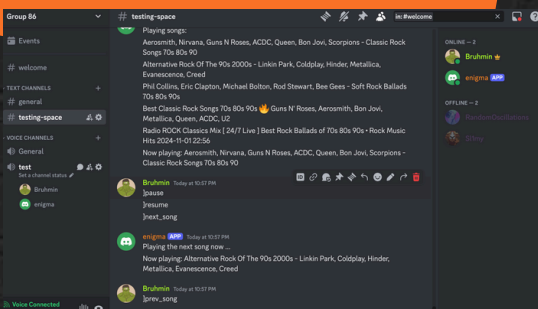 Group 86
# testing-space
in: #welcome
Events
# welcome
TEXT CHANNELS
# general
# testing-space
VOICE CHANNELS
General
test
Set a channel status
Bruhmin
enigma
Voice Connected
Playing songs:
Aerosmith, Nirvana, Guns N Roses, ACDC, Queen, Bon Jovi, Scorpions - Classic Rock
Songs 70s 80s 90
Alternative Rock Of The 90s 2000s - Linkin Park, Coldplay, Hinder, Metallica,
Evanescence, Creed
Phil Collins, Eric Clapton, Michael Bolton, Rod Stewart, Bee Gees - Soft Rock Ballads
70s 80s 90s
Best Classic Rock Songs 70s 80s 90s 🔥 Guns N' Roses, Aerosmith, Bon Jovi,
Metallica, Queen, ACDC, U2
Radio ROCK Classics Mix [ 24/7 Live ] Best Rock Ballads of 70s 80s 90s • Rock Music
Hits 2024-11-01 22:56
Now playing: Aerosmith, Nirvana, Guns N Roses, ACDC, Queen, Bon Jovi, Scorpions -
Classic Rock Songs 70s 80s 90
Bruhmin Today at 10:57 PM
]pause
]resume
]next_song
enigma APP Today at 10:57 PM
Playing the next song now ...
Now playing: Alternative Rock Of The 90s 2000s - Linkin Park, Coldplay, Hinder,
Metallica, Evanescence, Creed
Bruhmin Today at 10:57 PM
]prev_song
ONLINE — 2
Bruhmin
enigma APP
OFFLINE — 2